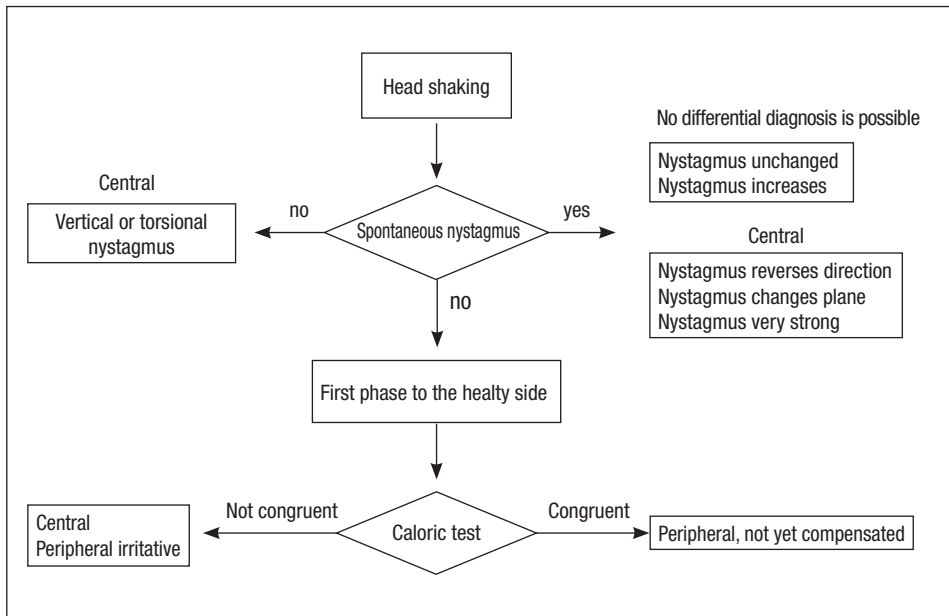 Head shaking
No differential diagnosis is possible
Nystagmus unchanged
Nystagmus increases
Central
Vertical or torsional
nystagmus
no
Spontaneous nystagmus
yes
Central
Nystagmus reverses direction
Nystagmus changes plane
Nystagmus very strong
no
First phase to the healty side
Not congruent
Caloric test
Congruent
Central
Peripheral irritative
Peripheral, not yet compensated